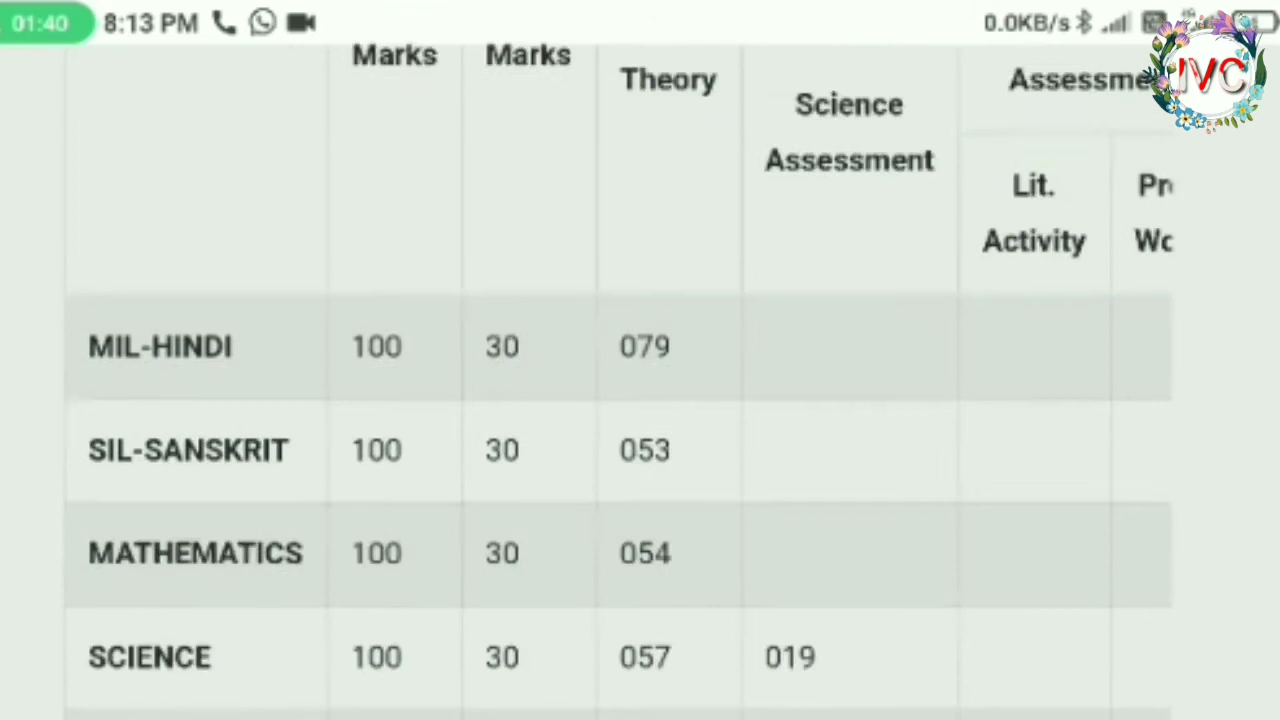 01:40 8:13 PM 0.0KB/s
Marks Marks
Theory Assessme
Science
Assessment
Lit.
Activity
MIL-HINDI 100 30 079
SIL-SANSKRIT 100 30 053
MATHEMATICS 100 30 054
SCIENCE 100 30 057 019
IVC